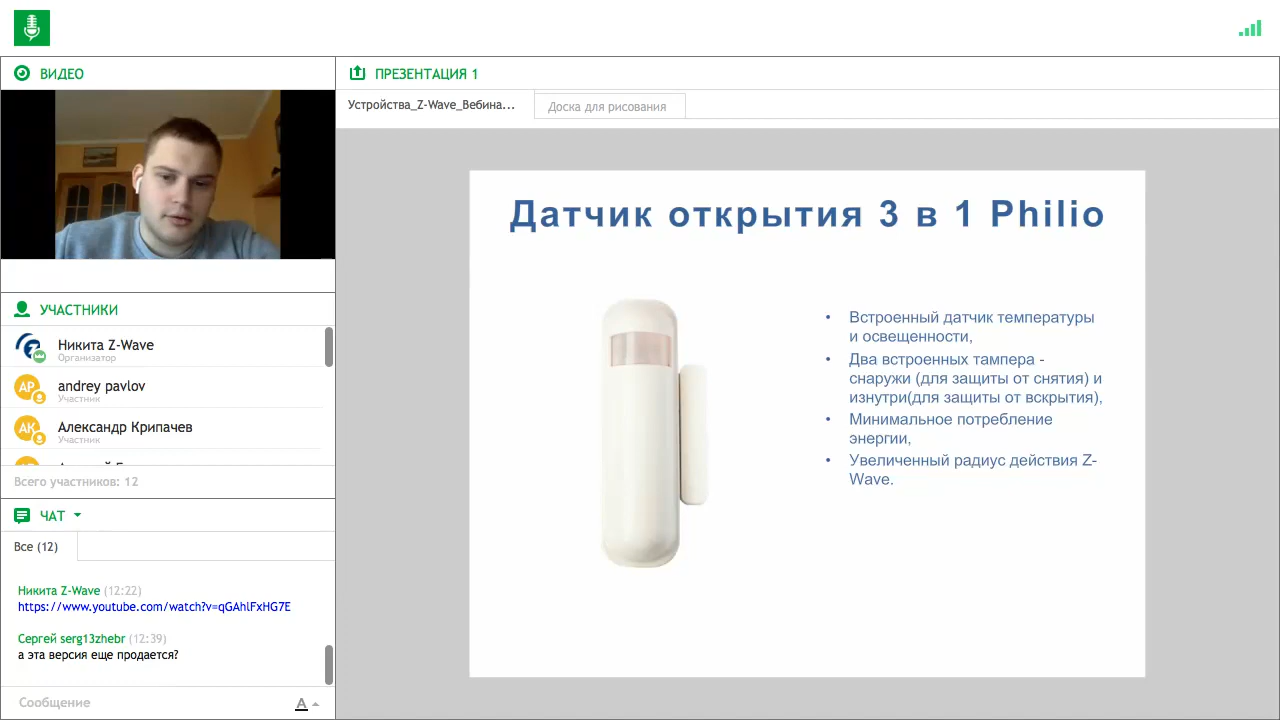 ВИДЕО
ПРЕЗЕНТАЦИЯ 1
Устройства_Z-Wave_Вебина...
Доска для рисования
Датчик открытия 3 в 1 Philio
• Встроенный датчик температуры
и освещенности,
• Два встроенных тампера -
снаружи (для защиты от снятия) и
изнутри(для защиты от вскрытия),
• Минимальное потребление
энергии,
• Увеличенный радиус действия Z-
Wave.
УЧАСТНИКИ
Никита Z-Wave
Организатор
AP
andrey pavlov
Участник
АК
Александр Крипачев
Участник
Всего участников: 12
ЧАТ
Все (12)
Никита Z-Wave (12:22)
https://www.youtube.com/watch?v=qGAhlFxHG7E
Сергей serg13zhebr (12:39)
а эта версия еще продается?
Сообщение
A